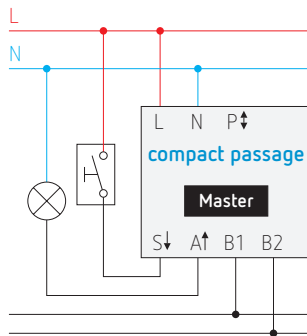 L
N
L N P↕
compact passage
Master
S↓ A↑ B1 B2